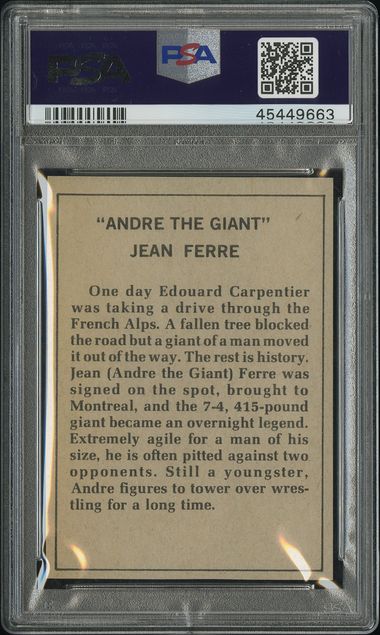 PSA
PSA
45449663
"ANDRE THE GIANT"
JEAN FERRE
One day Edouard Carpentier
was taking a drive through the
French Alps. A fallen tree blocked
the road but a giant of a man moved
it out of the way. The rest is history.
Jean (Andre the Giant) Ferre was
signed on the spot, brought to
Montreal, and the 7-4, 415-pound
giant became an overnight legend.
Extremely agile for a man of his
size, he is often pitted against two
opponents. Still a youngster,
Andre figures to tower over wres-
tling for a long time.